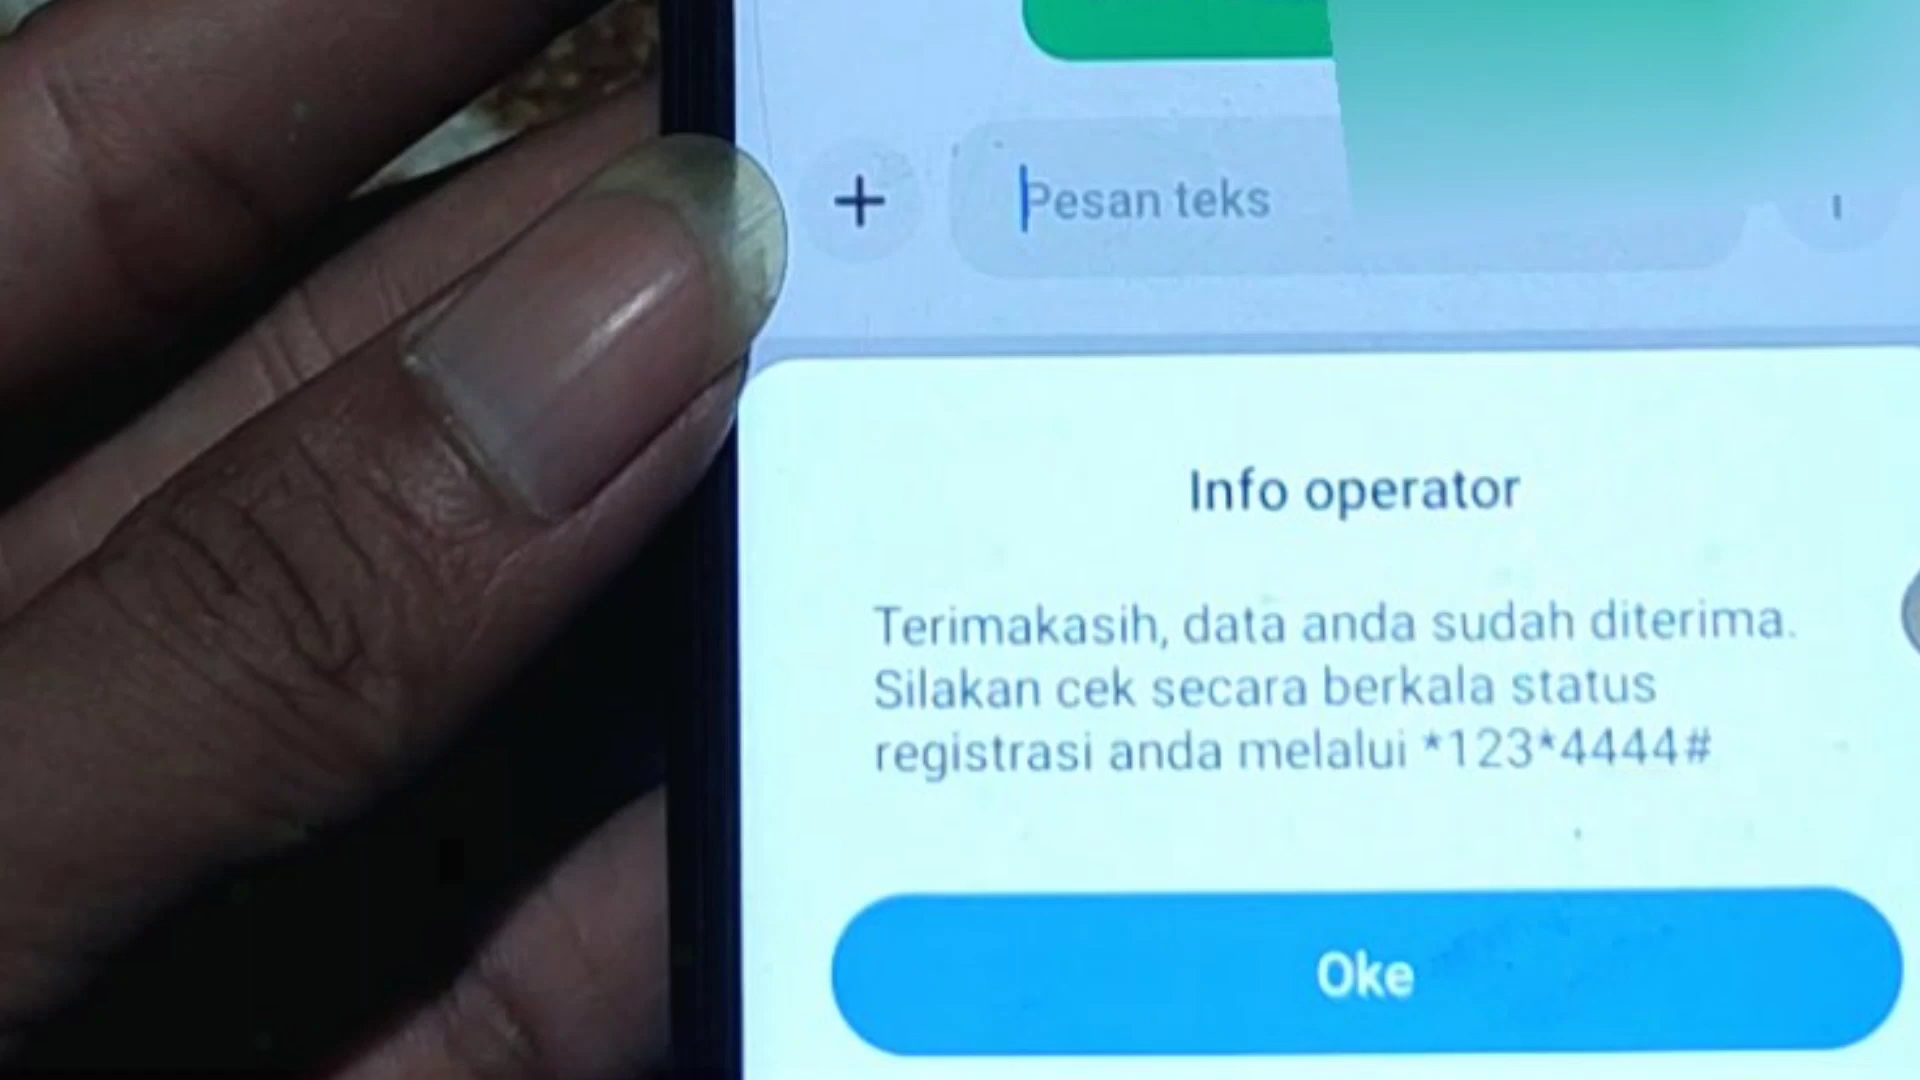 Pesan teks
Info operator
Terimakasih, data anda sudah diterima.
Silakan cek secara berkala status
registrasi anda melalui *123*4444#
Oke